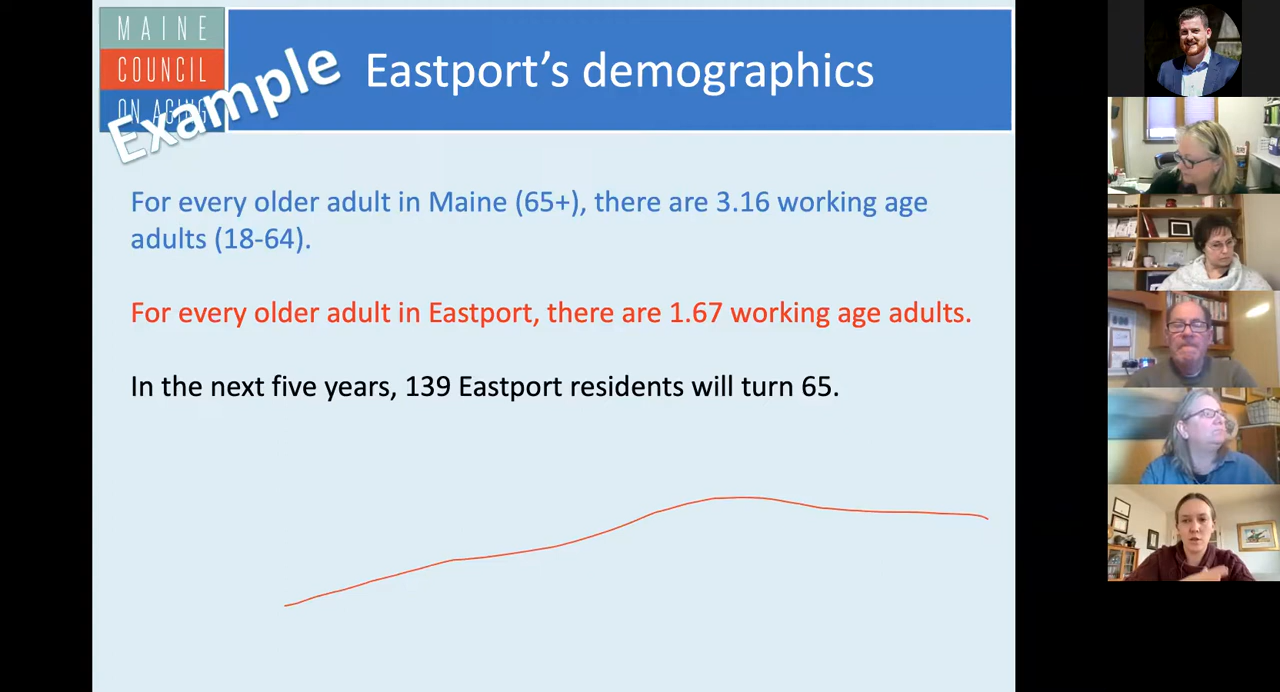 MAINE
COUNCIL
ON AGING
Example
Eastport’s demographics
For every older adult in Maine (65+), there are 3.16 working age
adults (18-64).
For every older adult in Eastport, there are 1.67 working age adults.
In the next five years, 139 Eastport residents will turn 65.